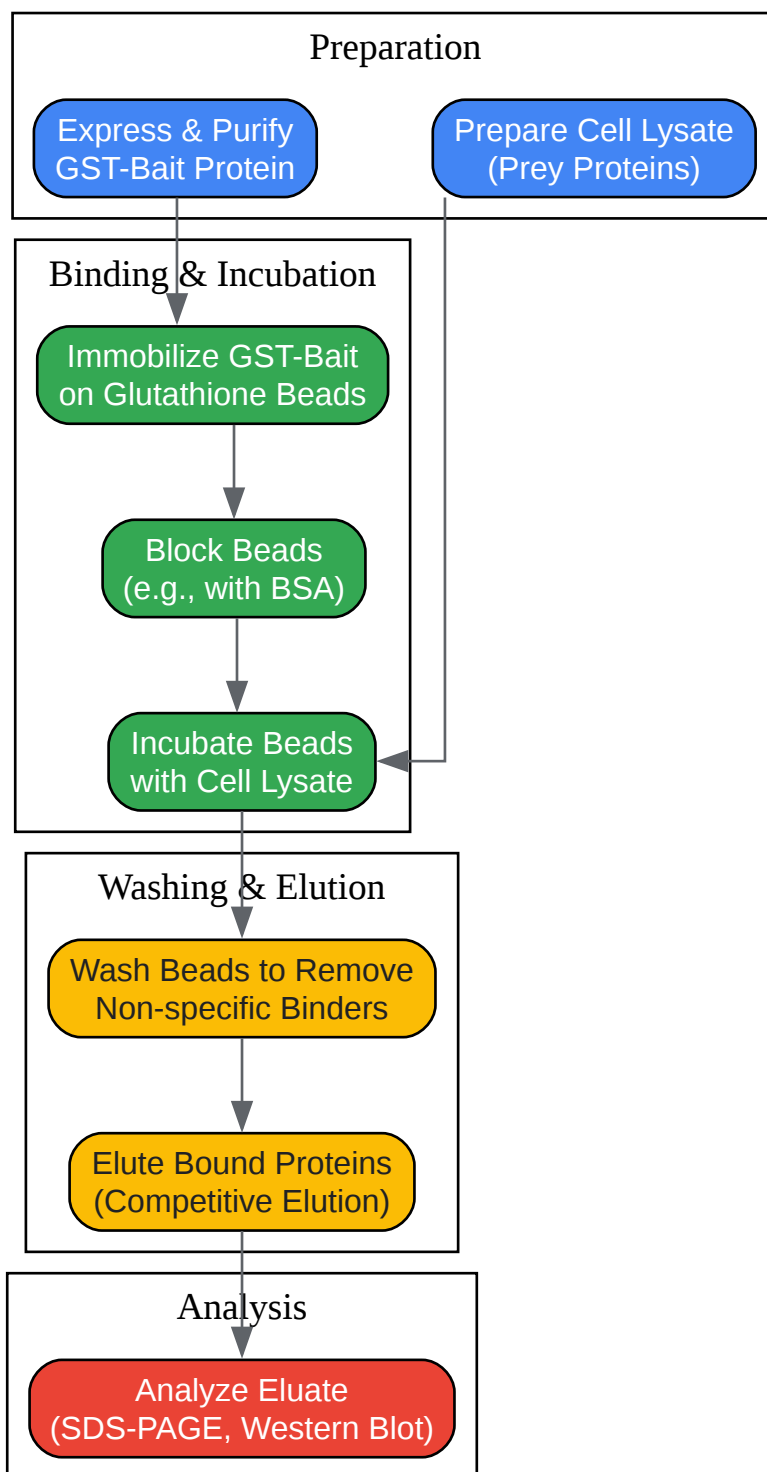 Preparation
Express & Purify
GST-Bait Protein
Prepare Cell Lysate
(Prey Proteins)
Binding & Incubation
Immobilize GST-Bait
on Glutathione Beads
Block Beads
(e.g., with BSA)
Incubate Beads
with Cell Lysate
Washing & Elution
Wash Beads to Remove
Non-specific Binders
Elute Bound Proteins
(Competitive Elution)
Analysis
Analyze Eluate
(SDS-PAGE, Western Blot)